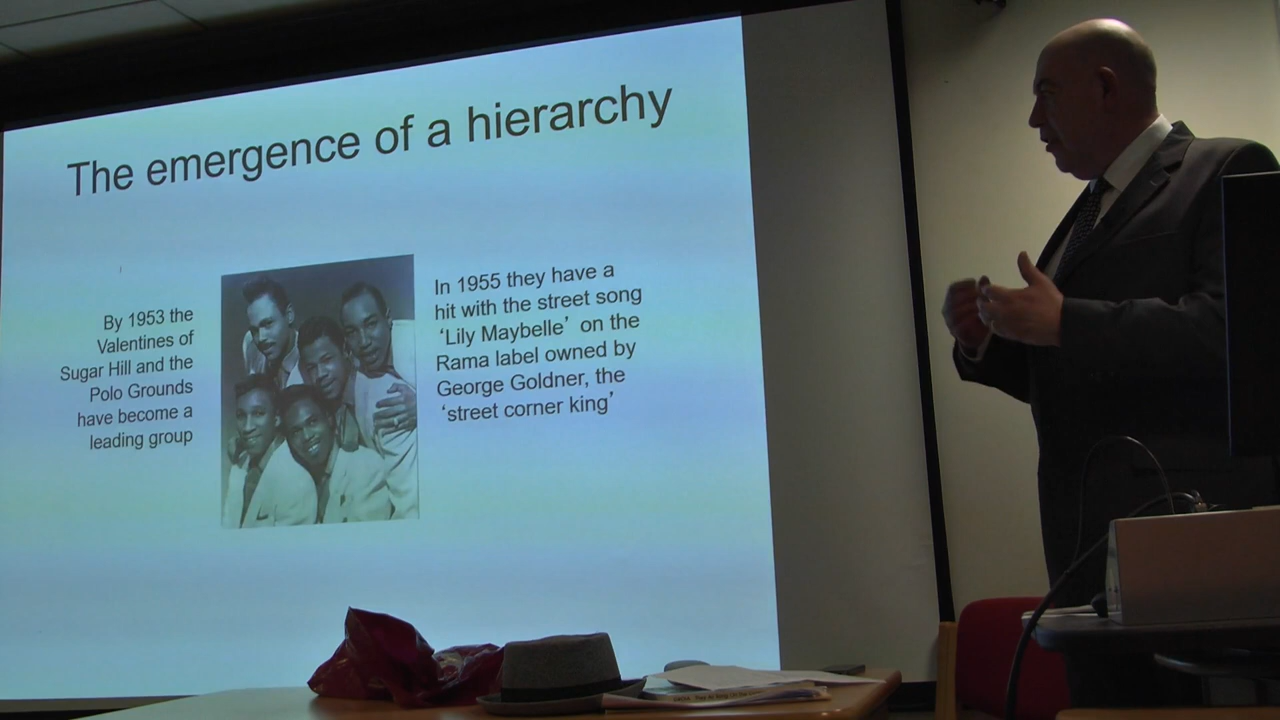 The emergence of a hierarchy
By 1953 the
Valentines of
Sugar Hill and the
Polo Grounds
have become a
leading group
In 1955 they have a
hit with the street song
‘Lily Maybelle’ on the
Rama label owned by
George Goldner, the
‘street corner king’